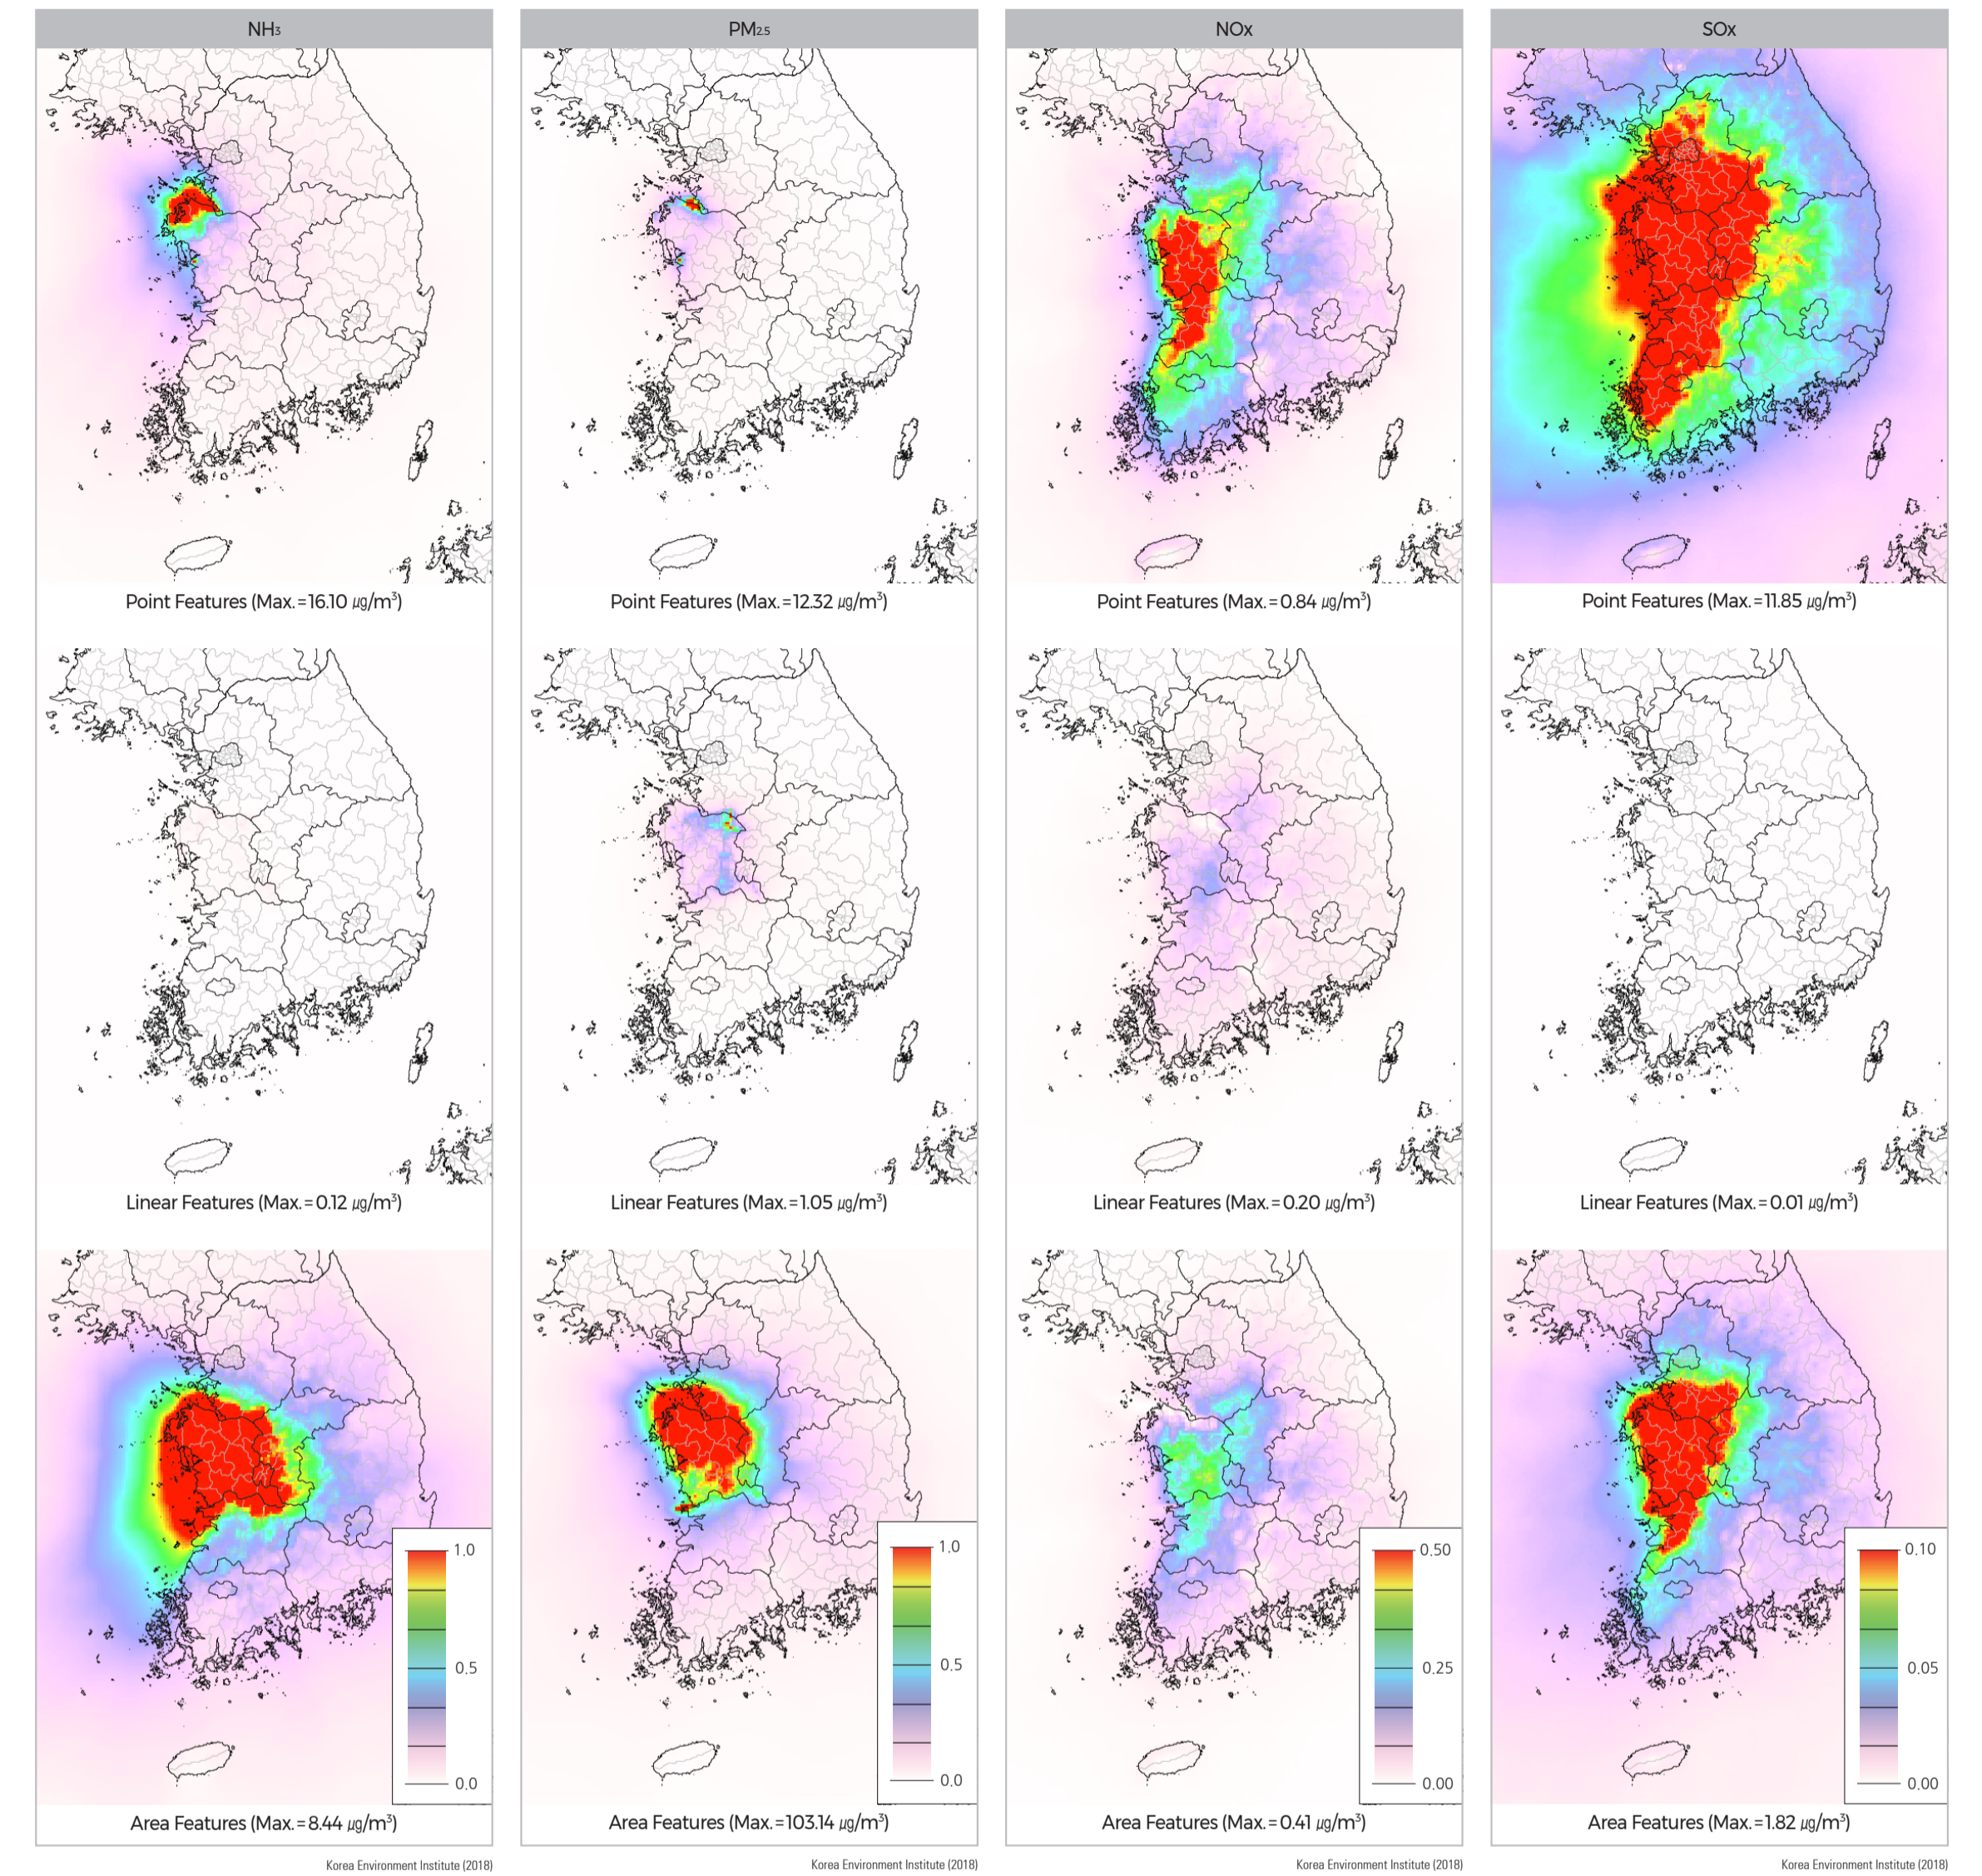 NH₃
PM₂.₅
NOx
SOx
Point Features (Max.=16.10 ㎍/m³)
Point Features (Max.=12.32 ㎍/m³)
Point Features (Max.=0.84 ㎍/m³)
Point Features (Max.=11.85 ㎍/m³)
Linear Features (Max.=0.12 ㎍/m³)
Linear Features (Max.=1.05 ㎍/m³)
Linear Features (Max.=0.20 ㎍/m³)
Linear Features (Max.=0.01 ㎍/m³)
1.0
0.5
0.0
1.0
0.5
0.0
0.50
0.25
0.00
0.10
0.05
0.00
Area Features (Max.=8.44 ㎍/m³)
Area Features (Max.=103.14 ㎍/m³)
Area Features (Max.=0.41 ㎍/m³)
Area Features (Max.=1.82 ㎍/m³)
Korea Environment Institute (2018)
Korea Environment Institute (2018)
Korea Environment Institute (2018)
Korea Environment Institute (2018)